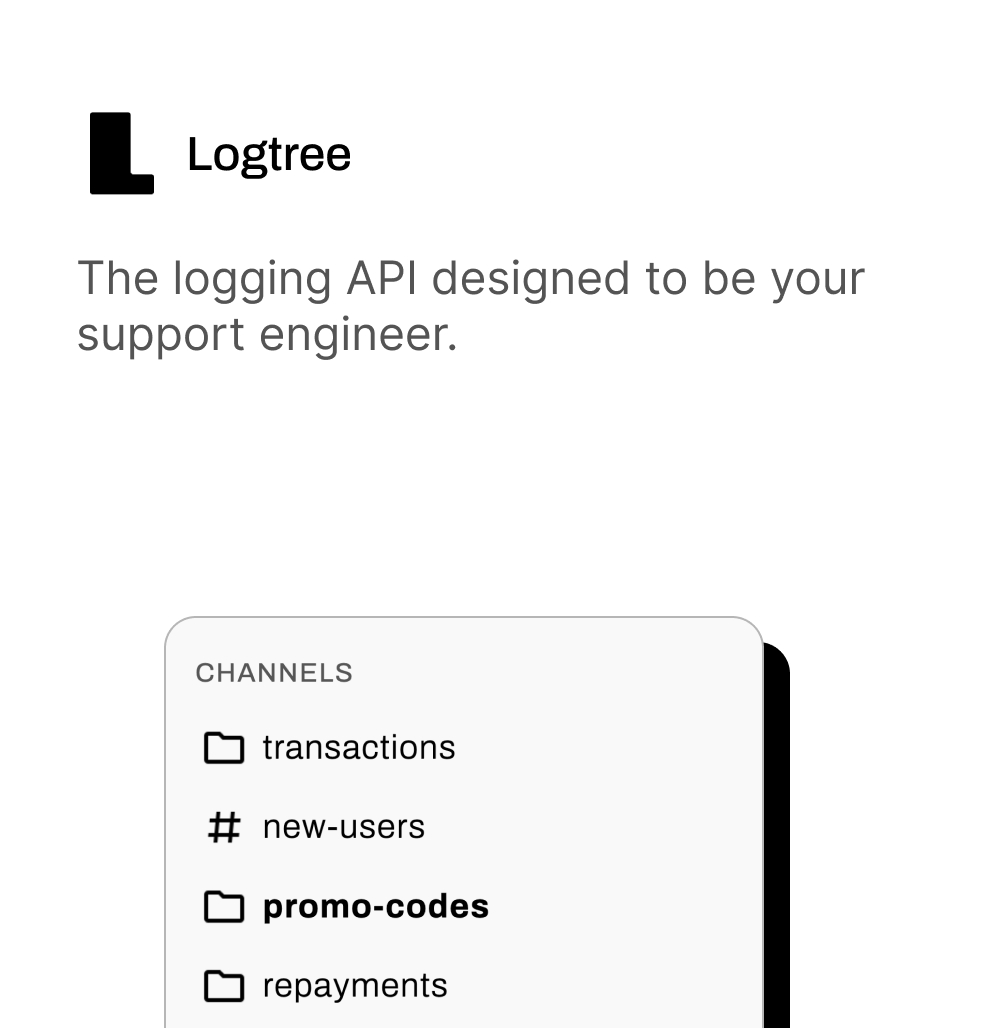 Logtree
The logging API designed to be your
support engineer.
CHANNELS
transactions
# new-users
promo-codes
repayments